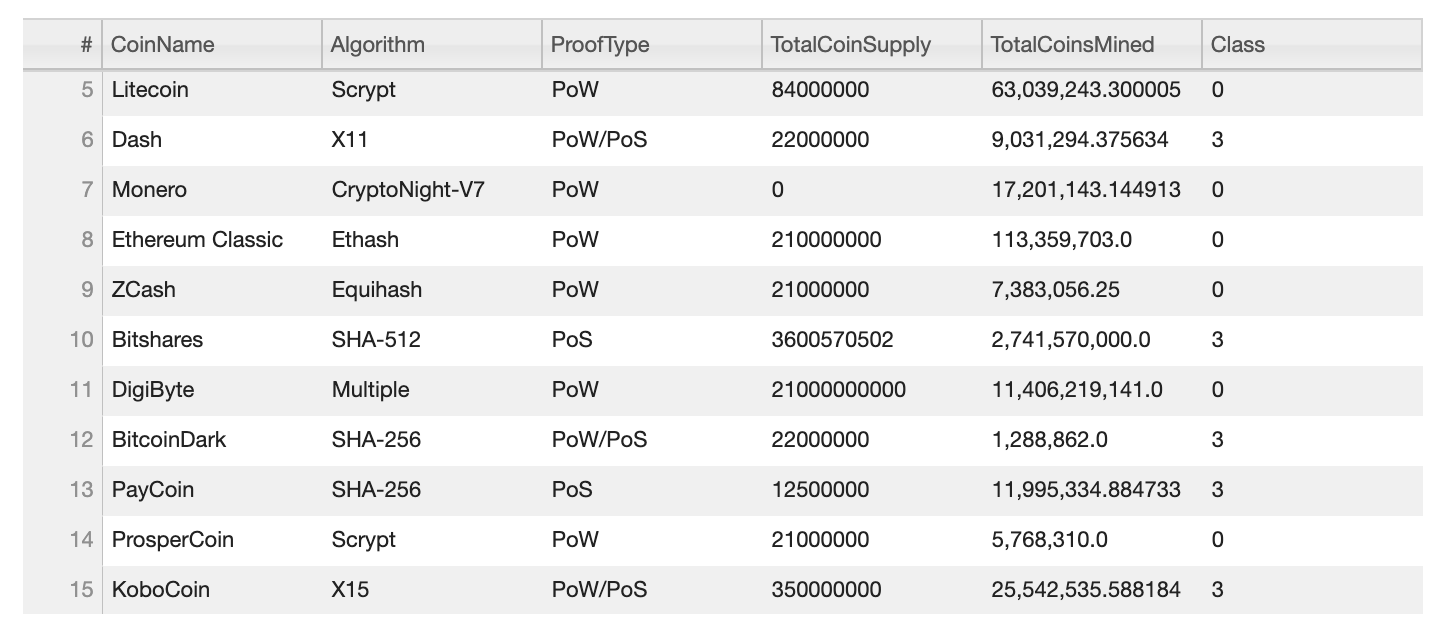 # CoinName Algorithm ProofType TotalCoinSupply TotalCoinsMined Class
5 Litecoin Scrypt PoW 84000000 63,039,243.300005 0
6 Dash X11 PoW/PoS 22000000 9,031,294.375634 3
7 Monero CryptoNight-V7 PoW 0 17,201,143.144913 0
8 Ethereum Classic Ethash PoW 210000000 113,359,703.0 0
9 ZCash Equihash PoW 21000000 7,383,056.25 0
10 Bitshares SHA-512 PoS 3600570502 2,741,570,000.0 3
11 DigiByte Multiple PoW 21000000000 11,406,219,141.0 0
12 BitcoinDark SHA-256 PoW/PoS 22000000 1,288,862.0 3
13 PayCoin SHA-256 PoS 12500000 11,995,334.884733 3
14 ProsperCoin Scrypt PoW 21000000 5,768,310.0 0
15 KoboCoin X15 PoW/PoS 350000000 25,542,535.588184 3